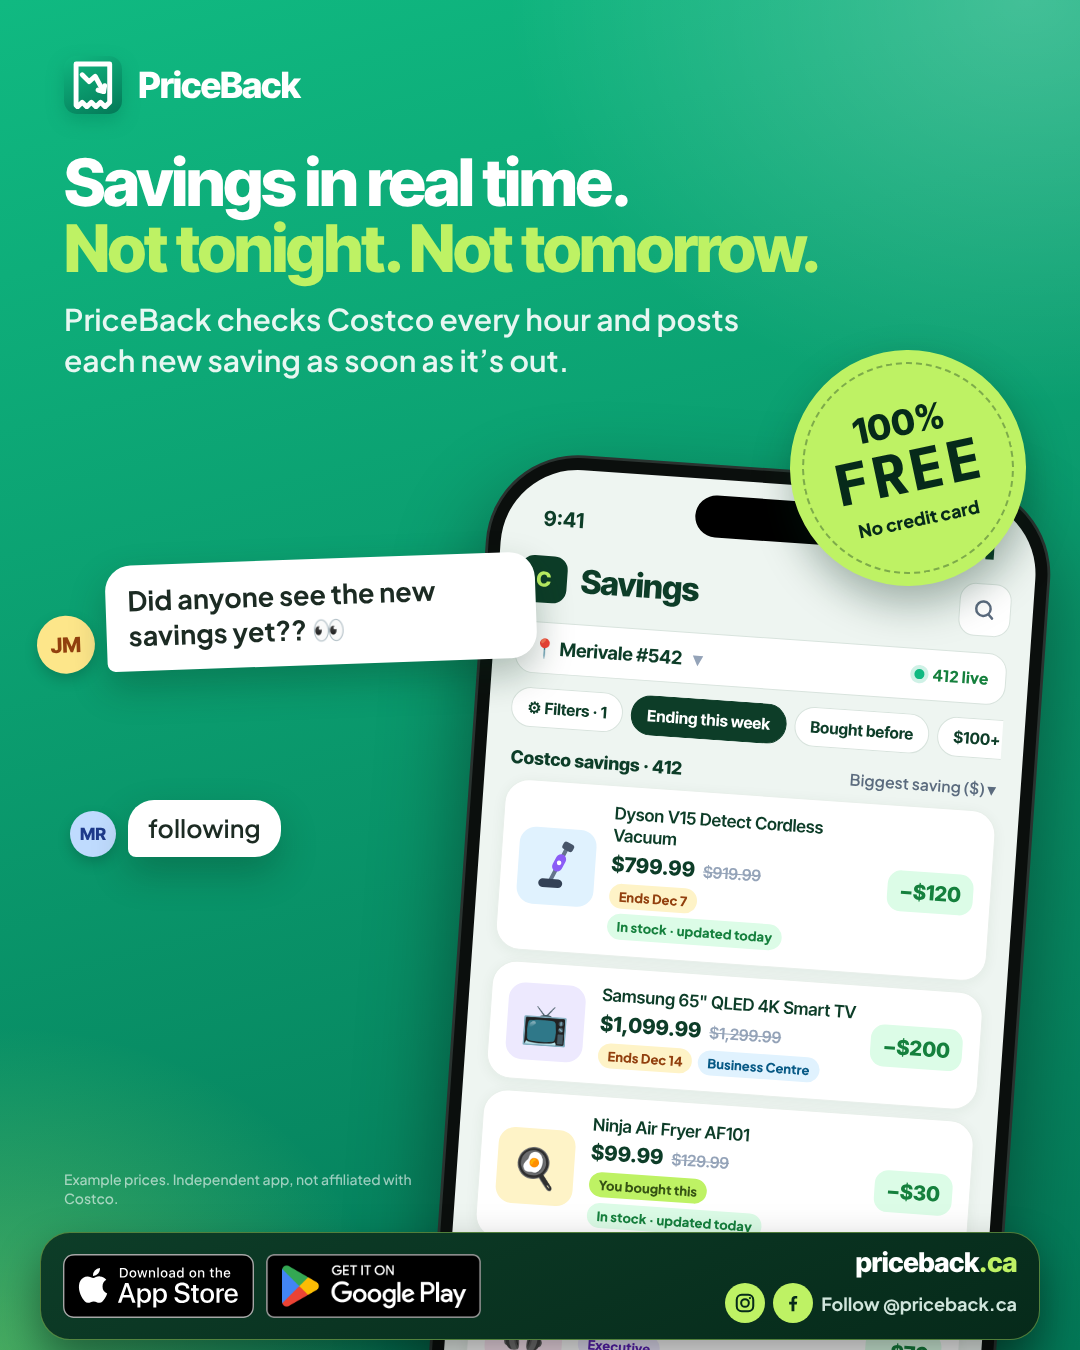 PriceBack
Savings in real time.
Not tonight. Not tomorrow.
PriceBack checks Costco every hour and posts
each new saving as soon as it’s out.
100%
FREE
No credit card
9:41
C
Savings
Did anyone see the new
savings yet?? 👀
JM
📍 Merivale #542 ▼
412 live
⚙ Filters · 1
Ending this week
Bought before
$100+
Costco savings · 412
Biggest saving ($) ▾
MR
following
Dyson V15 Detect Cordless
Vacuum
$799.99 $919.99
Ends Dec 7
In stock · updated today
−$120
Samsung 65" QLED 4K Smart TV
$1,099.99 $1,299.99
Ends Dec 14
Business Centre
−$200
Ninja Air Fryer AF101
$99.99 $129.99
You bought this
In stock · updated today
−$30
Example prices. Independent app, not affiliated with
Costco.
Download on the
App Store
GET IT ON
Google Play
priceback.ca
Follow @priceback.ca
Executive